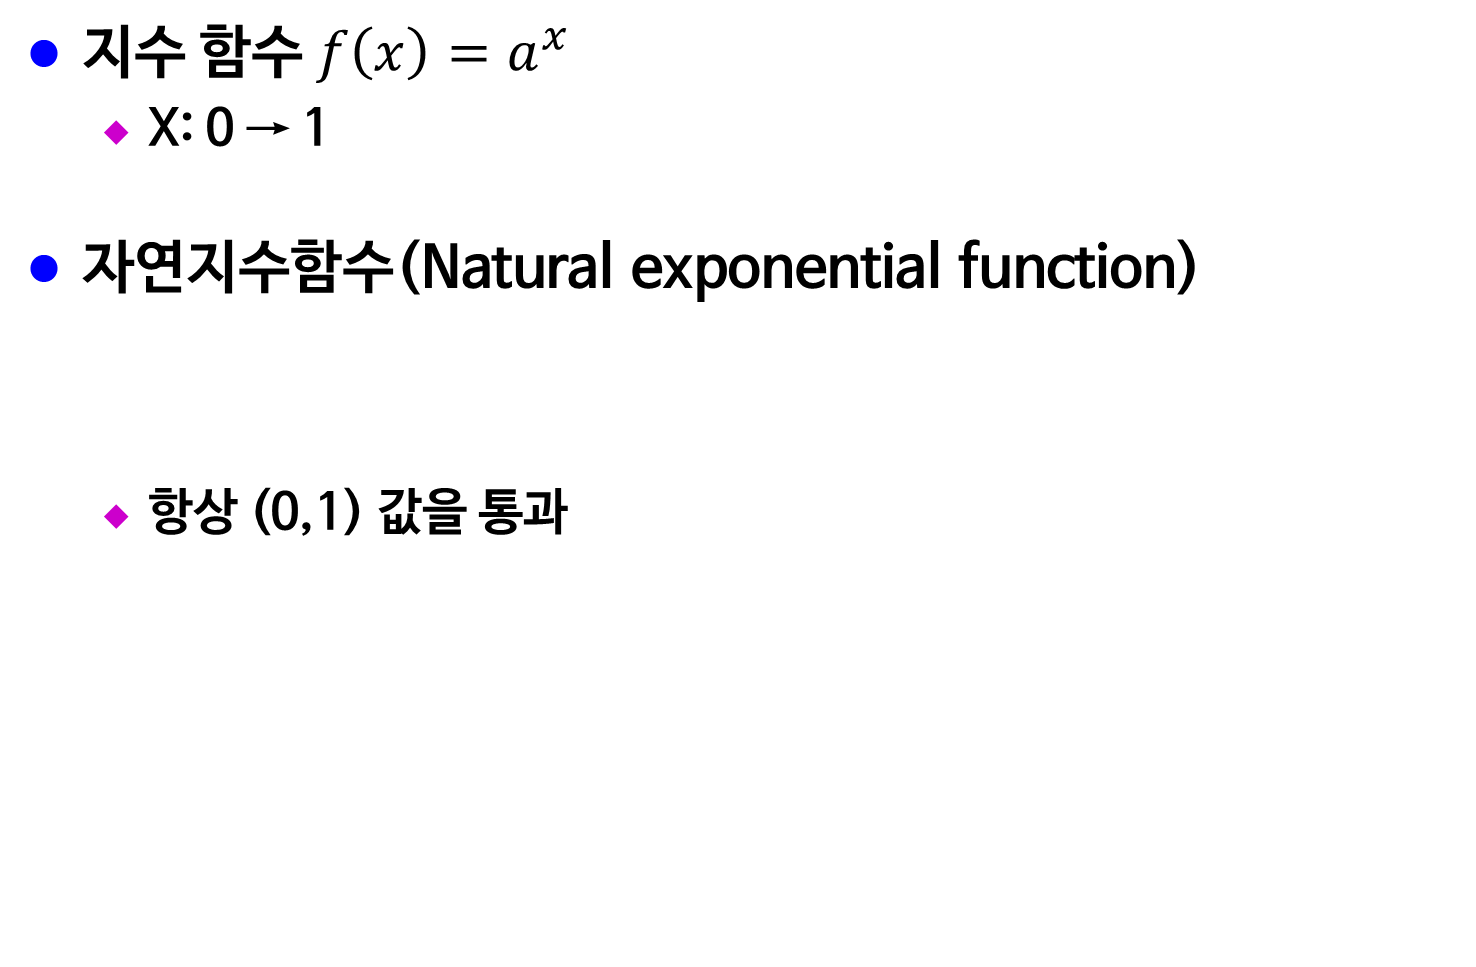 ● 지수 함수 f(x) = aˣ
◆ X: 0 → 1
● 자연지수함수(Natural exponential function)
◆ 항상 (0,1) 값을 통과